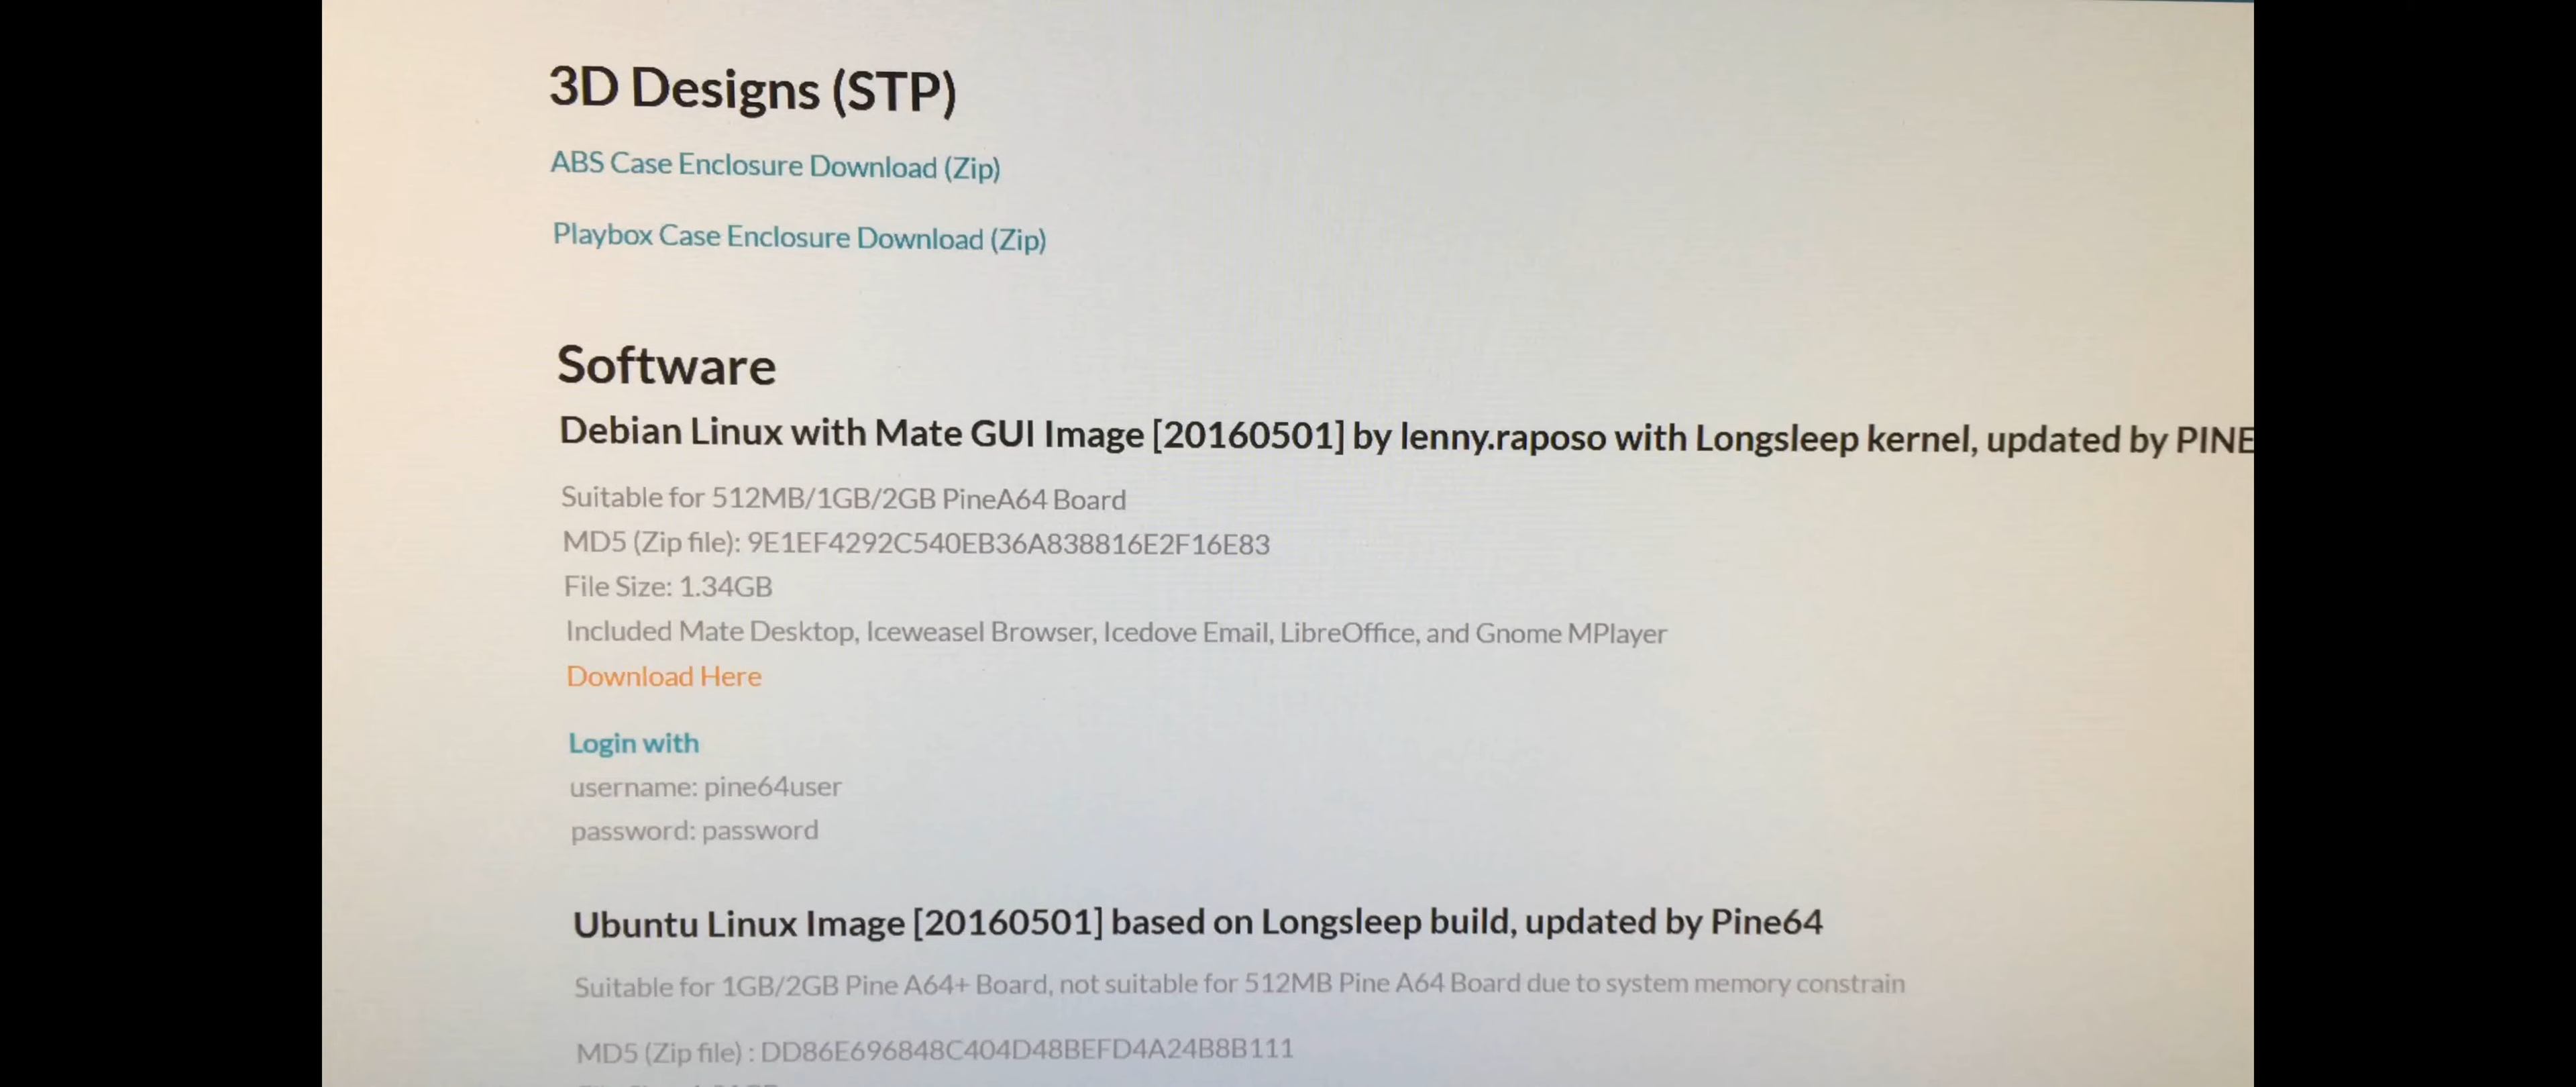 3D Designs (STP)
ABS Case Enclosure Download (Zip)
Playbox Case Enclosure Download (Zip)
Software
Debian Linux with Mate GUI Image [20160501] by lenny.raposo with Longsleep kernel, updated by PINE
Suitable for 512MB/1GB/2GB PineA64 Board
MD5 (Zip file): 9E1EF4292C540EB36A838816E2F16E83
File Size: 1.34GB
Included Mate Desktop, Iceweasel Browser, Icedove Email, LibreOffice, and Gnome MPlayer
Download Here
Login with
username: pine64user
password: password
Ubuntu Linux Image [20160501] based on Longsleep build, updated by Pine64
Suitable for 1GB/2GB Pine A64+ Board, not suitable for 512MB Pine A64 Board due to system memory constrain
MD5 (Zip file) : DD86E696848C404D48BEFD4A24B8B111